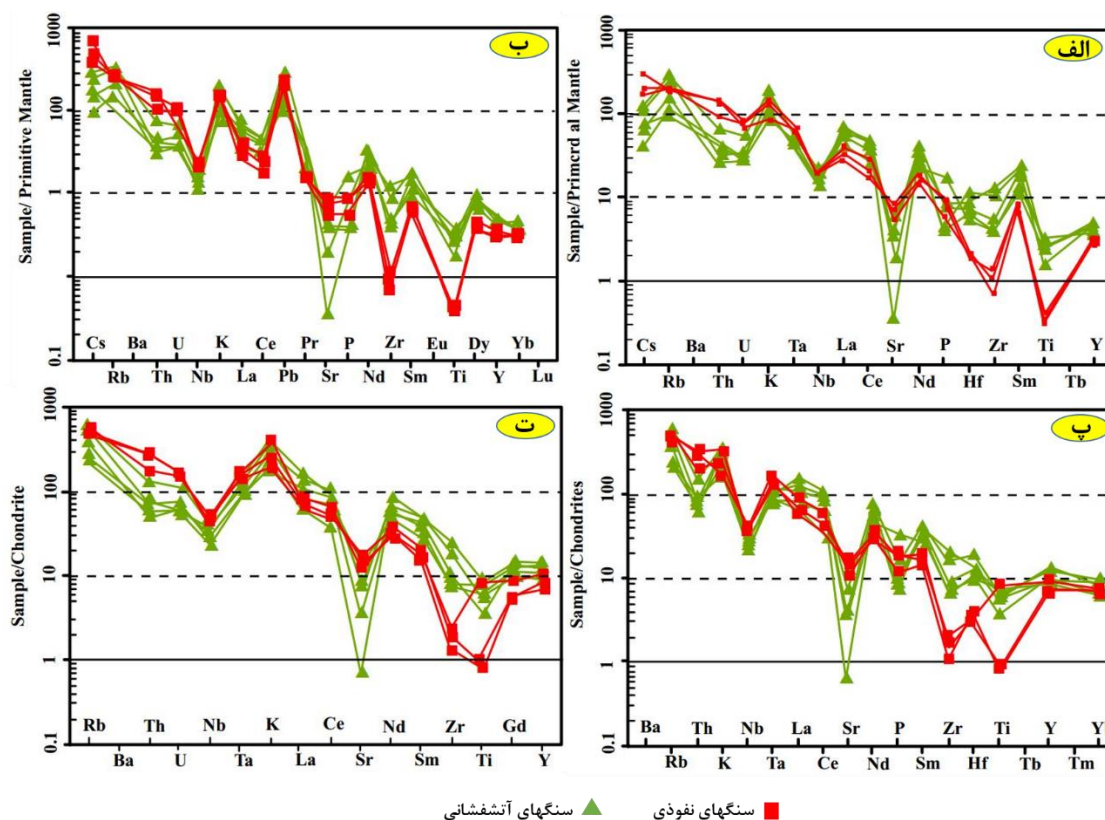 الف
Sample/Primcrd al Mantle
1000
100
10
1
0.1
Cs Ba U Ta La Sr P Zr Ti Y
Rb Th K Nb Ce Nd Hf Sm Tb
ب
Sample/ Primitive Mantle
1000
100
1
0.1
Cs Ba U K Ce Pr P Zr Eu Dy Yb
Rb Th Nb La Pb Sr Nd Sm Ti Y Lu
پ
Sample/Chondrites
1000
100
10
1
0.1
Ba Th Nb La Sr P Zr Ti Y Y
Rb K Ta Ce Nd Sm Hf Tb Tm
ت
Sample/Chondrite
1000
100
10
1
0.1
Rb Th Nb K Ce Nd Zr Gd
Ba U Ta La Sr Sm Ti Y
سنگهای نفوذی
سنگهای آتشفشانی